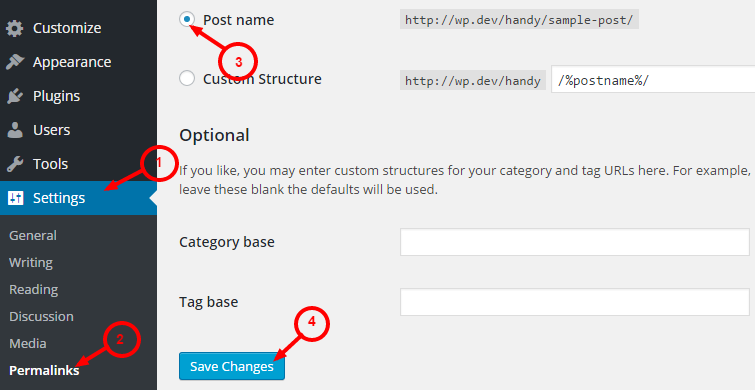 Customize
Appearance
Plugins
Users
Tools
Settings
General
Writing
Reading
Discussion
Media
Permalinks
Post name http://wp.dev/handy/sample-post/
3
Custom Structure http://wp.dev/handy /%postname%/
Optional
1
If you like, you may enter custom structures for your category and tag URLs here. For example,
leave these blank the defaults will be used.
Category base
Tag base
4
2
Save Changes